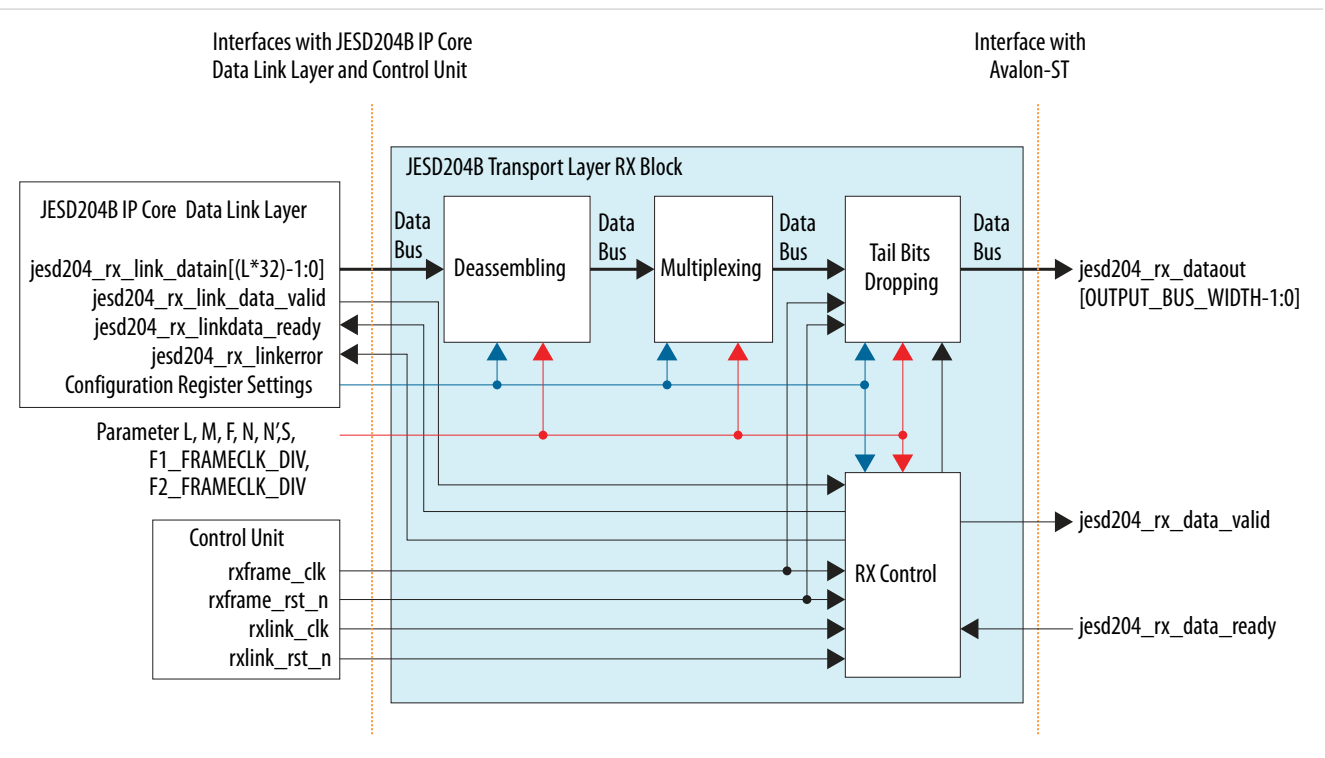 Interfaces with JESD204B IP Core
Data Link Layer and Control Unit
Interface with
Avalon-ST
JESD204B Transport Layer RX Block
JESD204B IP Core Data Link Layer
jesd204_rx_link_datain[(L*32)-1:0]
jesd204_rx_link_data_valid
jesd204_rx_linkdata_ready
jesd204_rx_linkerror
Configuration Register Settings
Data
Bus
Deassembling
Data
Bus
Multiplexing
Data
Bus
Tail Bits
Dropping
Data
Bus
jesd204_rx_dataout
[OUTPUT_BUS_WIDTH-1:0]
Parameter L, M, F, N, N',S,
F1_FRAMECLK_DIV,
F2_FRAMECLK_DIV
Control Unit
rxframe_clk
rxframe_rst_n
rxlink_clk
rxlink_rst_n
RX Control
jesd204_rx_data_valid
jesd204_rx_data_ready